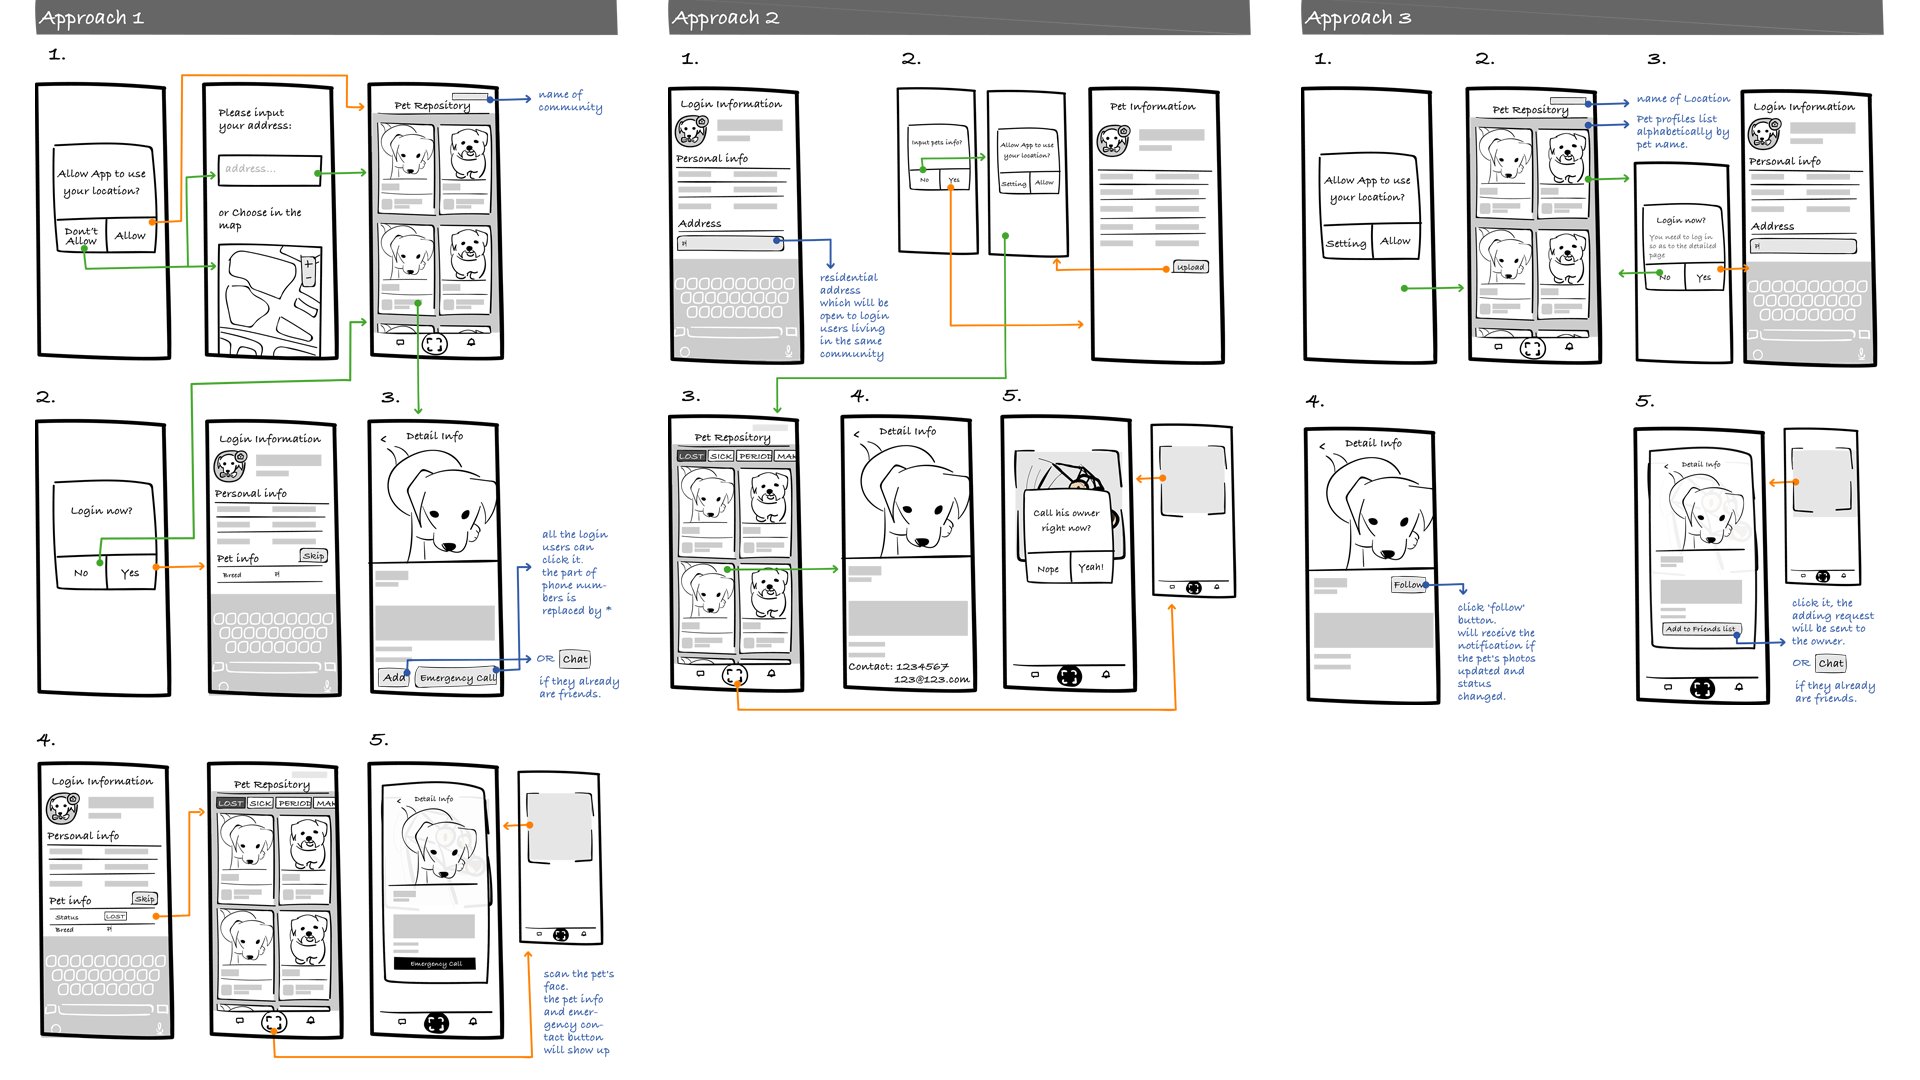 Approach 1
1.
Allow App to use
your location?
Don't
Allow
Allow
Please input
your address:
address...
or Choose in the
map
+
-
Pet Repository
name of
community
2.
Login now?
No
Yes
Login Information
Personal info
Pet info
Skip
Breed
3.
<
Detail Info
Add
Emergency Call
all the login
users can
click it.
the part of
phone num-
bers is
replaced by *
OR
Chat
if they already
are friends.
4.
Login Information
Personal info
Pet info
Skip
Status
LOST
Breed
Pet Repository
LOST
SICK
PERIOD
MAR
5.
<
Detail Info
Emergency Call
scan the pet's
face.
the pet info
and emer-
gency con-
tact button
will show up
Approach 2
1.
Login Information
Personal info
Address
residential
address
which will be
open to login
users living
in the same
community
2.
Input pets info?
No
Yes
Allow App to use
your location?
Setting
Allow
Pet Information
upload
3.
Pet Repository
LOST
SICK
PERIOD
MAR
4.
<
Detail Info
Contact: 1234567
123@123.com
5.
Call his owner
right now?
Nope
Yeah!
Approach 3
1.
Allow App to use
your location?
Setting
Allow
2.
Pet Repository
name of Location
Pet profiles list
alphabetically by
pet name.
3.
Login now?
You need to log in
so as to the detailed
page
No
Yes
Login Information
Personal info
Address
4.
<
Detail Info
Follow
click 'follow'
button.
will receive the
notification if
the pet's photos
updated and
status
changed.
5.
<
Detail Info
Add to Friends list
click it, the
adding request
will be sent to
the owner.
OR
Chat
if they already
are friends.